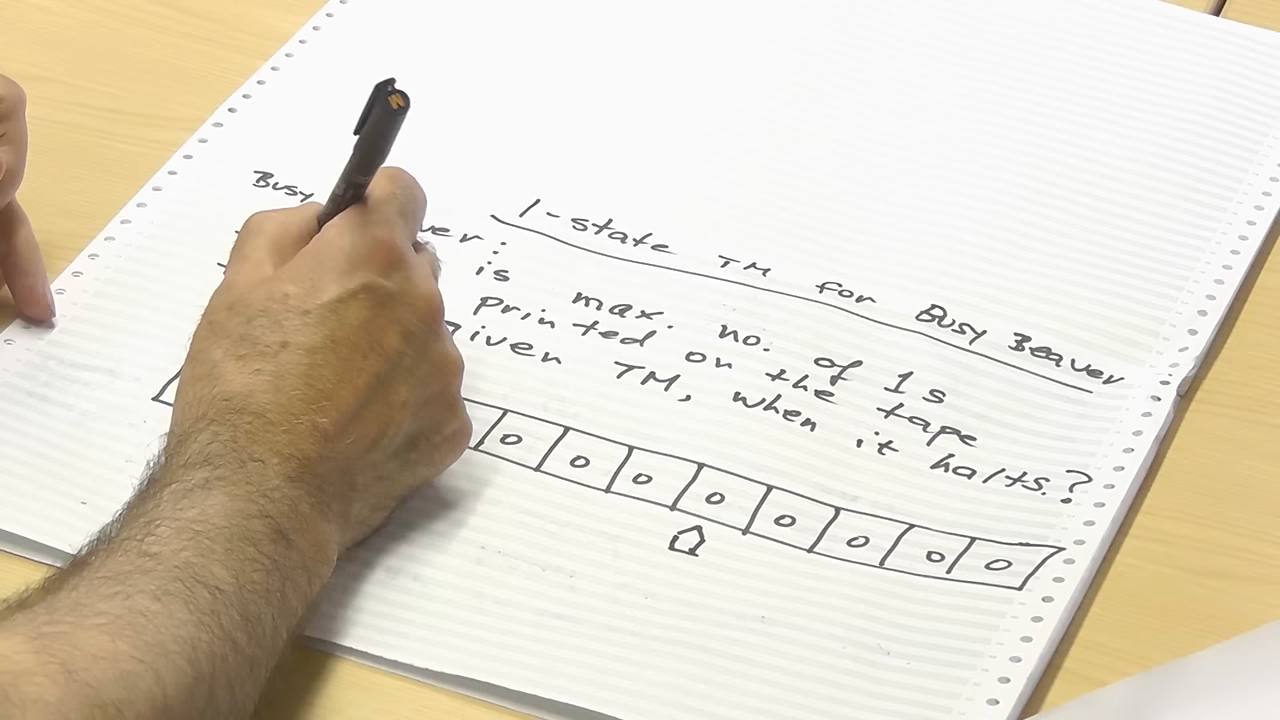 1-state TM for Busy Beaver
Busy ver:
is max. no. of 1s
printed on the tape
given TM, when it halts.?
0 0 0 0 0 0 0 0